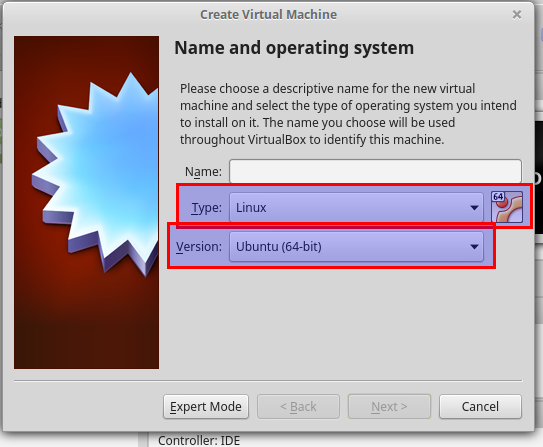 Create Virtual Machine
Name and operating system
Please choose a descriptive name for the new virtual
machine and select the type of operating system you intend
to install on it. The name you choose will be used
throughout VirtualBox to identify this machine.
Name:
Type: Linux
64
Version: Ubuntu (64-bit)
Expert Mode < Back Next > Cancel
Controller: IDE